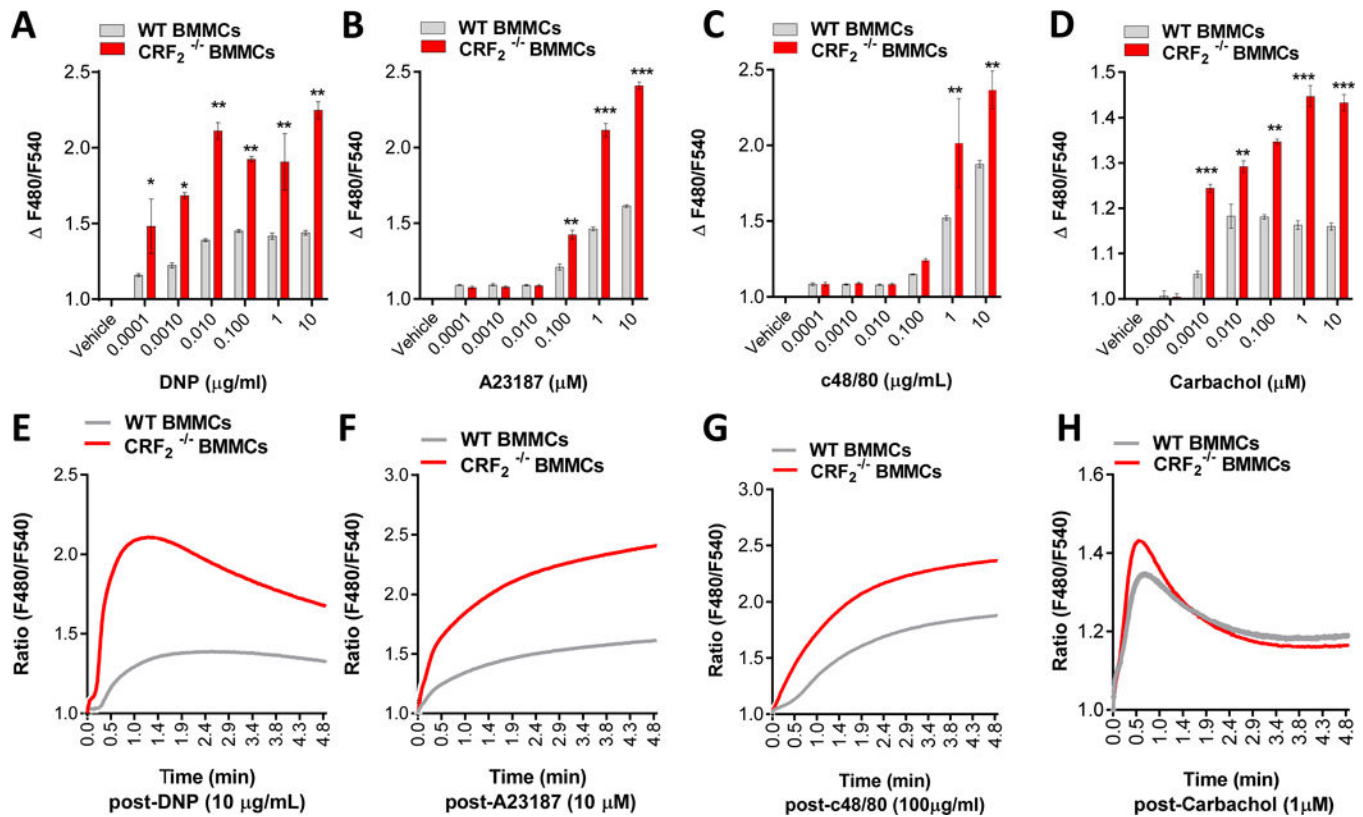 A
WT BMMCs
CRF2 -/- BMMCs
Δ F480/F540
2.5
2.0
1.5
1.0
* * ** ** ** **
Vehicle 0.0001 0.0010 0.010 0.100 1 10
DNP (μg/ml)
B
WT BMMCs
CRF2 -/- BMMCs
Δ F480/F540
2.5
2.0
1.5
1.0
** *** ***
Vehicle 0.0001 0.0010 0.010 0.100 1 10
A23187 (μM)
C
WT BMMCs
CRF2 -/- BMMCs
Δ F480/F540
2.5
2.0
1.5
1.0
** **
Vehicle 0.0001 0.0010 0.010 0.100 1 10
c48/80 (μg/mL)
D
WT BMMCs
CRF2 -/- BMMCs
Δ F480/F540
1.5
1.4
1.3
1.2
1.1
1.0
*** ** ** *** ***
Vehicle 0.0001 0.0010 0.010 0.100 1 10
Carbachol (μM)
E
WT BMMCs
CRF2 -/- BMMCs
Ratio (F480/F540)
2.5
2.0
1.5
1.0
0.0 0.5 1.0 1.4 1.9 2.4 2.9 3.4 3.8 4.3 4.8
Time (min)
post-DNP (10 μg/mL)
F
WT BMMCs
CRF2 -/- BMMCs
Ratio (F480/F540)
3.0
2.5
2.0
1.5
1.0
0.0 0.5 1.0 1.4 1.9 2.4 2.9 3.4 3.8 4.3 4.8
Time (min)
post-A23187 (10 μM)
G
WT BMMCs
CRF2 -/- BMMCs
Ratio (F480/F540)
3.0
2.5
2.0
1.5
1.0
0.0 0.5 1.0 1.4 1.9 2.4 2.9 3.4 3.8 4.3 4.8
Time (min)
post-c48/80 (100μg/ml)
H
WT BMMCs
CRF2 -/- BMMCs
Ratio (F480/F540)
1.6
1.4
1.2
1.0
0.0 0.5 1.0 1.4 1.9 2.4 2.9 3.4 3.8 4.3 4.8
Time (min)
post-Carbachol (1μM)